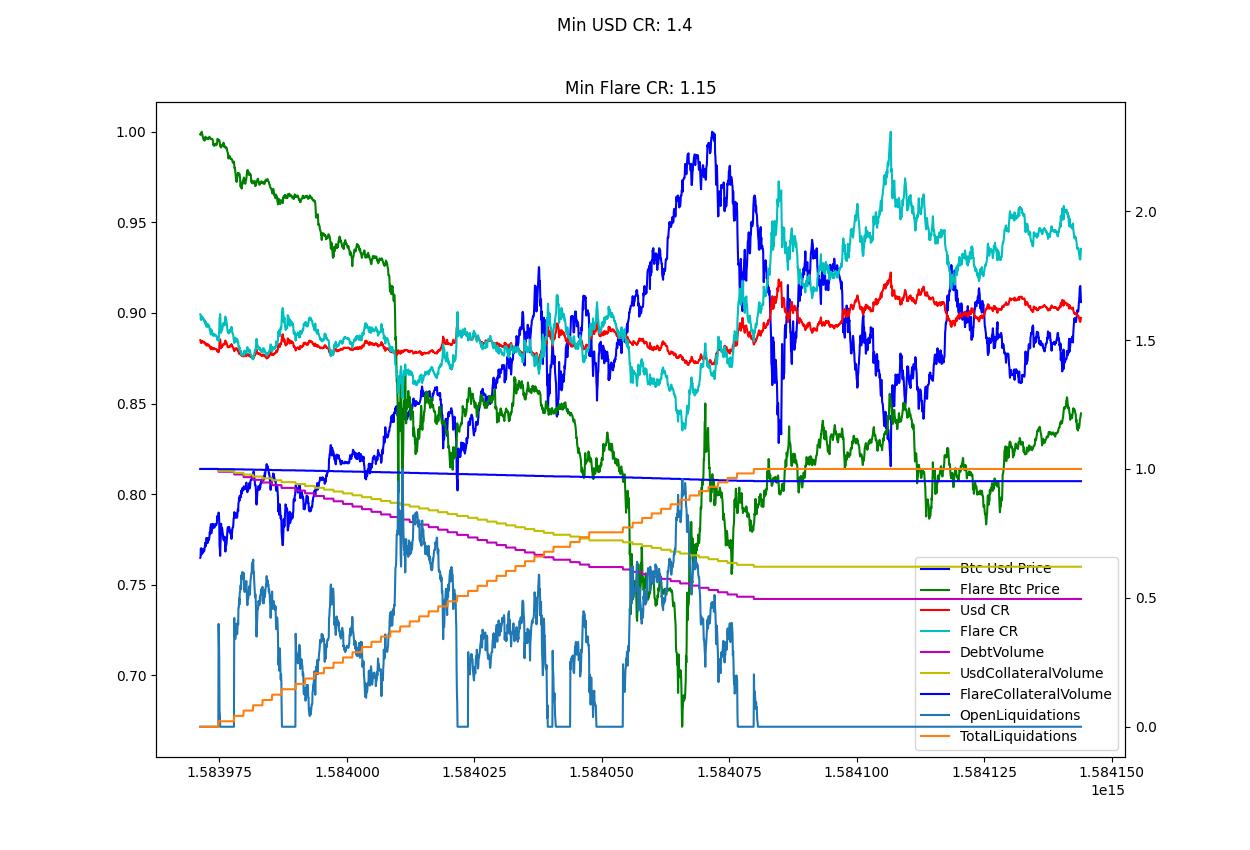 Min USD CR: 1.4
Min Flare CR: 1.15
1.00
0.95
0.90
0.85
0.80
0.75
0.70
2.0
1.5
1.0
0.5
0.0
Btc Usd Price
Flare Btc Price
Usd CR
Flare CR
DebtVolume
UsdCollateralVolume
FlareCollateralVolume
OpenLiquidations
TotalLiquidations
1.583975 1.584000 1.584025 1.584050 1.584075 1.584100 1.584125 1.584150
1e15